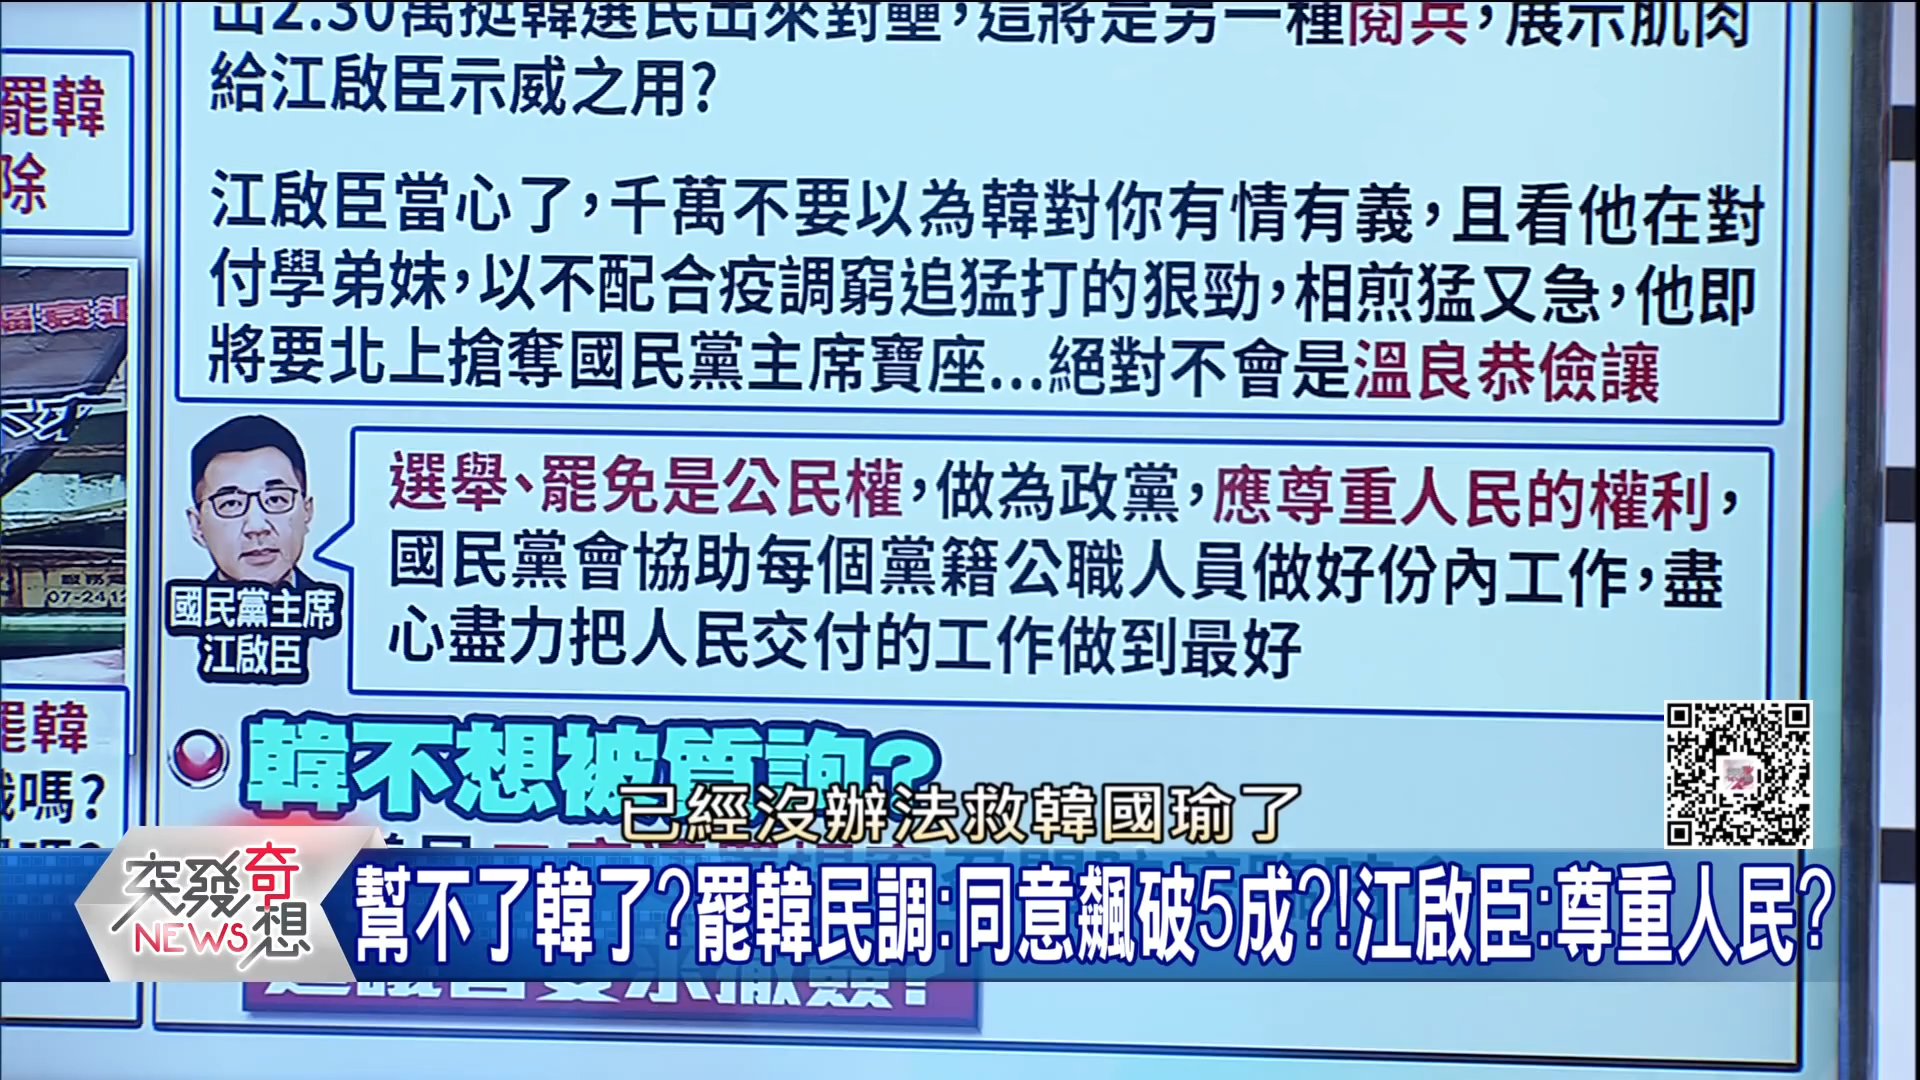 出2.30萬挺韓選民出來對壘，這將是另一種閱兵，展示肌肉
給江啟臣示威之用?
江啟臣當心了，千萬不要以為韓對你有情有義，且看他在對
付學弟妹，以不配合疫調窮追猛打的狠勁，相煎猛又急，他即
將要北上搶奪國民黨主席寶座...絕對不會是溫良恭儉讓
罷韓
除
服務處
07-2412
選舉、罷免是公民權，做為政黨，應尊重人民的權利，
國民黨會協助每個黨籍公職人員做好份內工作，盡
心盡力把人民交付的工作做到最好
國民黨主席
江啟臣
罷韓
嗎?
韓不想被質詢?
已經沒辦法救韓國瑜了
突發奇想
NEWS
幫不了韓了?罷韓民調:同意飆破5成?!江啟臣:尊重人民?